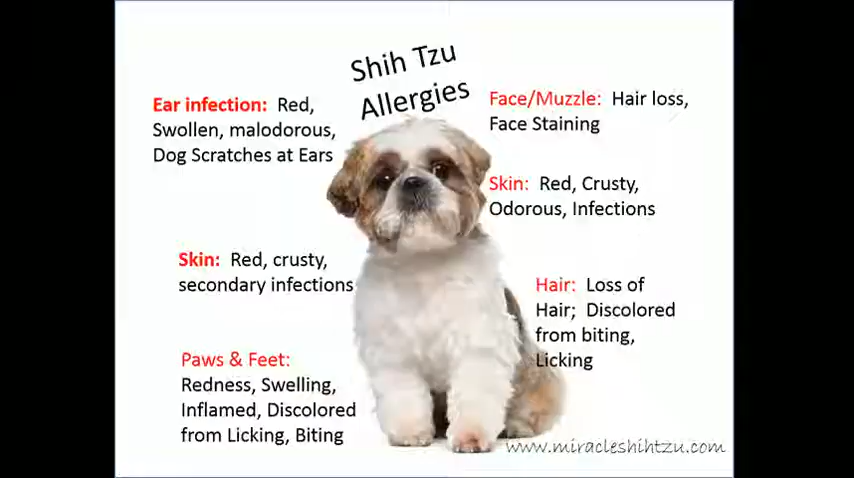 Shih Tzu
Allergies
Ear infection: Red,
Swollen, malodorous,
Dog Scratches at Ears
Face/Muzzle: Hair loss,
Face Staining
Skin: Red, Crusty,
Odorous, Infections
Skin: Red, crusty,
secondary infections
Hair: Loss of
Hair; Discolored
from biting,
Licking
Paws & Feet:
Redness, Swelling,
Inflamed, Discolored
from Licking, Biting
www.miracleshihtzu.com